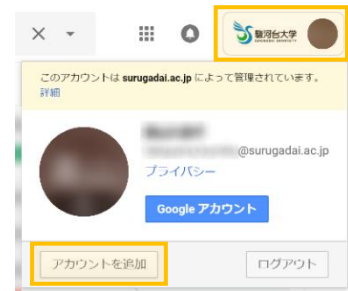 駿河台大学
このアカウントは surugadai.ac.jp によって管理されています。
詳細
@surugadai.ac.jp
プライバシー
Google アカウント
アカウントを追加
ログアウト